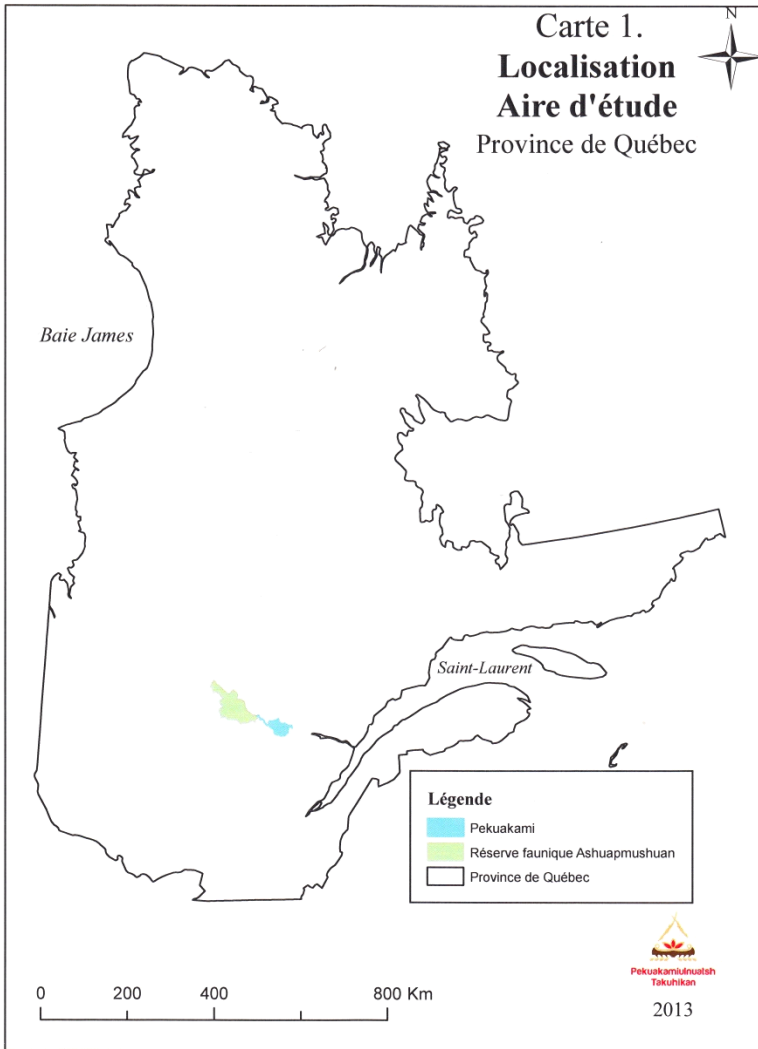 Carte 1.
Localisation
Aire d'étude
Province de Québec
N
Baie James
Saint-Laurent
Légende
Pekuakami
Réserve faunique Ashuapmushuan
Province de Québec
Pekuakamiulnuatsh
Takuhikan
2013
0 200 400 800 Km